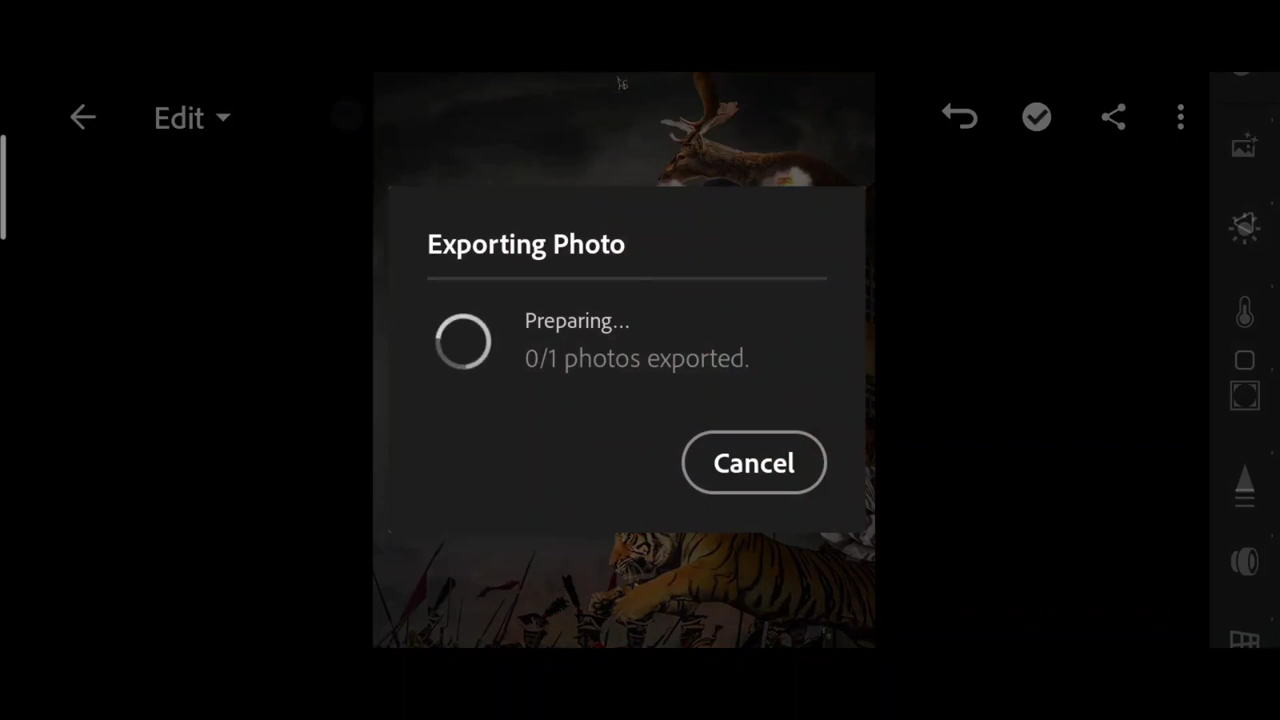 Edit
Exporting Photo
Preparing...
0/1 photos exported.
Cancel